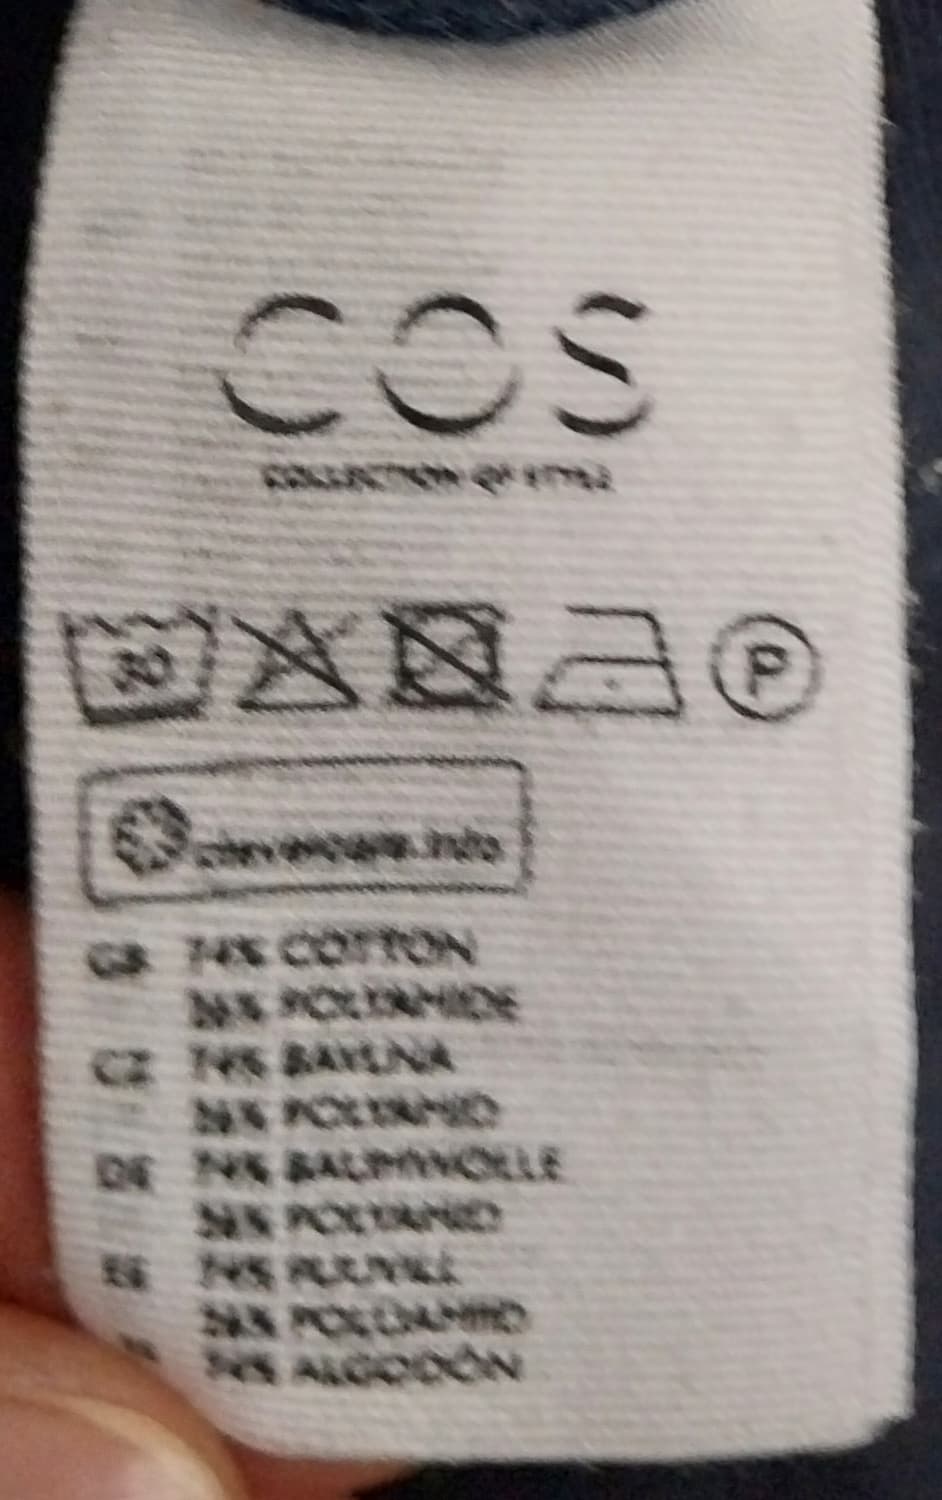 COS
COLLECTION OF STYLE
30
P
clevercare.info
GB 74% COTTON
26% POLYAMIDE
CZ 74% BAVLNA
26% POLYAMID
DE 74% BAUMWOLLE
26% POLYAMID
EE 74% PUUVILL
26% POLÜAMIID
74% ALGODÓN